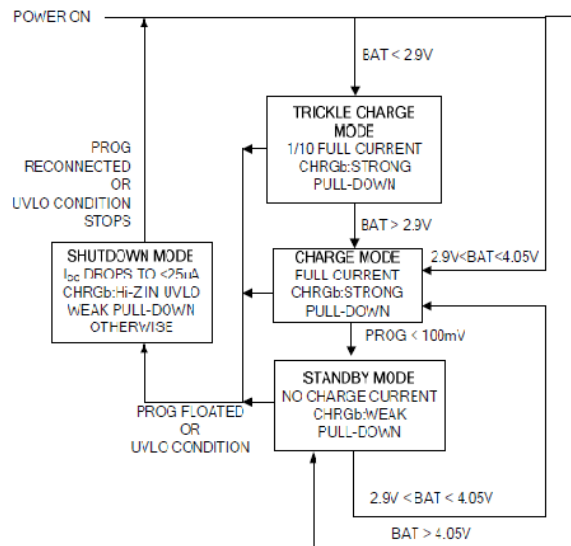 POWER ON
BAT < 2.9V
TRICKLE CHARGE
MODE
1/10 FULL CURRENT
CHRGb:STRONG
PULL-DOWN
PROG
RECONNECTED
OR
UVLO CONDITION
STOPS
BAT > 2.9V
SHUTDOWN MODE
ICC DROPS TO <25uA
CHRGb:Hi-Z IN UVLO
WEAK PULL-DOWN
OTHERWISE
CHARGE MODE
FULL CURRENT
CHRGb:STRONG
PULL-DOWN
2.9V<BAT<4.05V
PROG < 100mV
STANDBY MODE
NO CHARGE CURRENT
CHRGb:WEAK
PULL-DOWN
PROG FLOATED
OR
UVLO CONDITION
2.9V < BAT < 4.05V
BAT > 4.05V